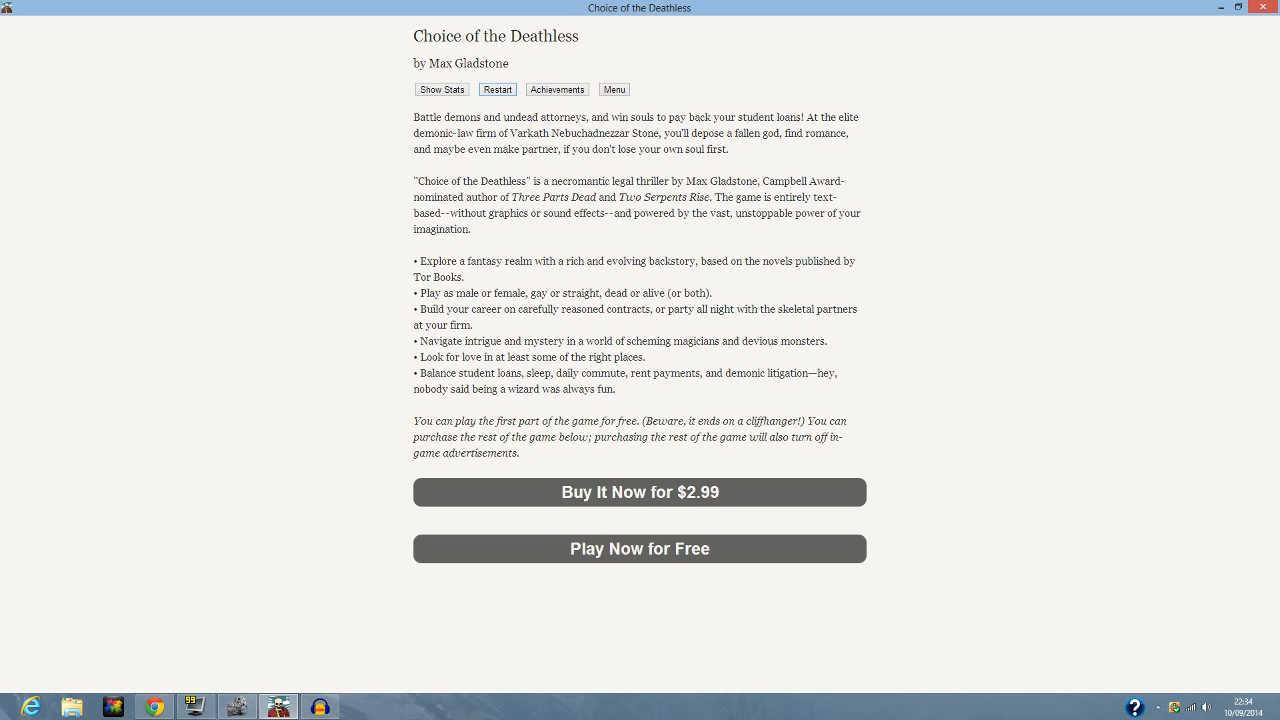 Choice of the Deathless
Choice of the Deathless
by Max Gladstone
Show Stats Restart Achievements Menu
Battle demons and undead attorneys, and win souls to pay back your student loans! At the elite
demonic-law firm of Varkath Nebuchadnezzar Stone, you'll depose a fallen god, find romance,
and maybe even make partner, if you don't lose your own soul first.
"Choice of the Deathless" is a necromantic legal thriller by Max Gladstone, Campbell Award-
nominated author of Three Parts Dead and Two Serpents Rise. The game is entirely text-
based--without graphics or sound effects--and powered by the vast, unstoppable power of your
imagination.
• Explore a fantasy realm with a rich and evolving backstory, based on the novels published by
Tor Books.
• Play as male or female, gay or straight, dead or alive (or both).
• Build your career on carefully reasoned contracts, or party all night with the skeletal partners
at your firm.
• Navigate intrigue and mystery in a world of scheming magicians and devious monsters.
• Look for love in at least some of the right places.
• Balance student loans, sleep, daily commute, rent payments, and demonic litigation—hey,
nobody said being a wizard was always fun.
You can play the first part of the game for free. (Beware, it ends on a cliffhanger!) You can
purchase the rest of the game below; purchasing the rest of the game will also turn off in-
game advertisements.
Buy It Now for $2.99
Play Now for Free
99
22:34
10/09/2014